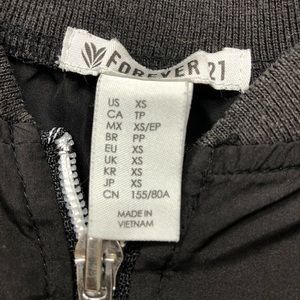 FOREVER 21
US XS
CA TP
MX XS/EP
BR PP
EU XS
UK XS
KR XS
JP XS
CN 155/80A
MADE IN
VIETNAM